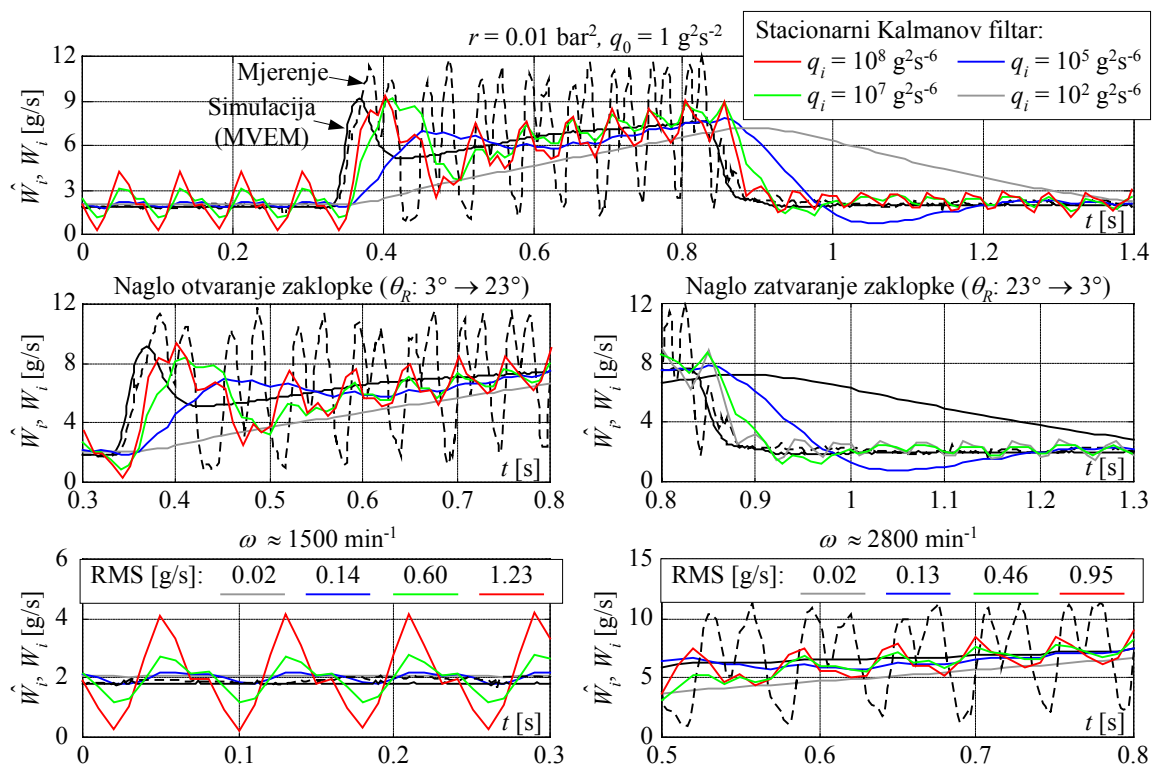 r = 0.01 bar², q₀ = 1 g²s⁻²
Stacionarni Kalmanov filtar:
qᵢ = 10⁸ g²s⁻⁶ qᵢ = 10⁵ g²s⁻⁶
qᵢ = 10⁷ g²s⁻⁶ qᵢ = 10² g²s⁻⁶
Mjerenje
Simulacija
(MVEM)
Ŵᵢ, Wᵢ [g/s]
12
9
6
3
0
0 0.2 0.4 0.6 0.8 1 1.2 1.4
t [s]
Naglo otvaranje zaklopke (θ_R: 3° → 23°)
Ŵᵢ, Wᵢ [g/s]
12
8
4
0
0.3 0.4 0.5 0.6 0.7 0.8
t [s]
Naglo zatvaranje zaklopke (θ_R: 23° → 3°)
Ŵᵢ, Wᵢ [g/s]
12
8
4
0
0.8 0.9 1 1.1 1.2 1.3
t [s]
ω ≈ 1500 min⁻¹
RMS [g/s]: 0.02 0.14 0.60 1.23
Ŵᵢ, Wᵢ [g/s]
6
4
2
0
0 0.1 0.2 0.3
t [s]
ω ≈ 2800 min⁻¹
RMS [g/s]: 0.02 0.13 0.46 0.95
Ŵᵢ, Wᵢ [g/s]
15
10
5
0
0.5 0.6 0.7 0.8
t [s]